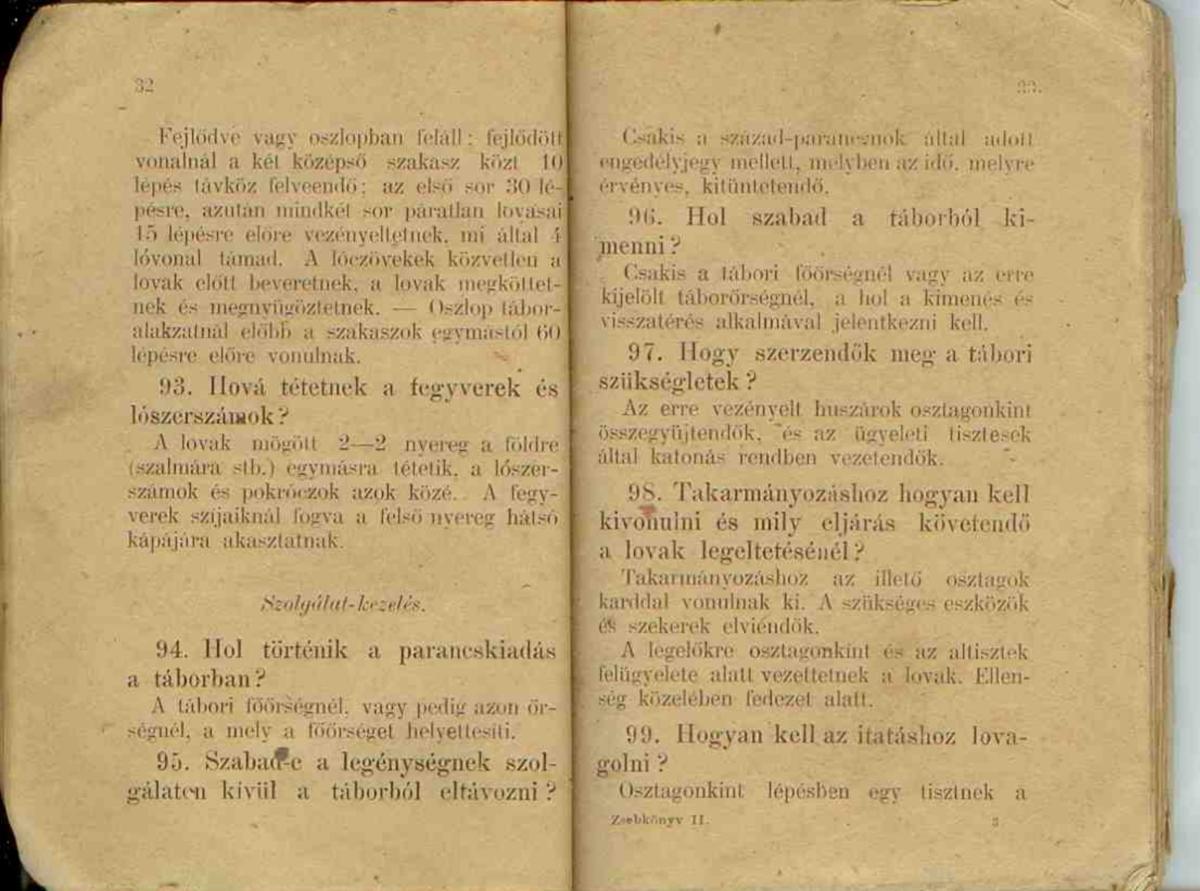 32
Fejlődve vagy oszlopban feláll: fejlődött
vonalnál a két középső szakasz közt 10
lépés távköz felveendő; az első sor 30 lé-
pésre, azután mindkét sor páratlan lovasai
15 lépésre előre vezényeltetnek, mi által 4
lóvonal támad. A lóczövekek közvetlen a
lovak előtt beveretnek, a lovak megköttet-
nek és megnyügöztetnek. — Oszlop tábor-
alakzatnál előbb a szakaszok egymástól 60
lépésre előre vonulnak.
93. Hová tétetnek a fegyverek és
lószerszámok?
A lovak mögött 2—2 nyereg a földre
(szalmára stb.) egymásra tétetik, a lószer-
számok és pokróczok azok közé. A fegy-
verek szíjaiknál fogva a felső nyereg hátsó
kápájára akasztatnak.
Szolgálat-kezelés.
94. Hol történik a parancskiadás
a táborban?
A tábori főőrségnél, vagy pedig azon őr-
ségnél, a mely a főőrséget helyettesíti.
95. Szabad-e a legénységnek szol-
gálaton kívül a táborból eltávozni?
33.
Csakis a század-parancsnok által adott
engedélyjegy mellett, melyben az idő, melyre
érvényes, kitüntetendő.
96. Hol szabad a táborból ki-
menni?
Csakis a tábori főőrségnél vagy az erre
kijelölt táborőrségnél, a hol a kimenés és
visszatérés alkalmával jelentkezni kell.
97. Hogy szerzendők meg a tábori
szükségletek?
Az erre vezényelt huszárok osztagonkint
összegyűjtendők, és az ügyeleti tisztesek
által katonás rendben vezetendők.
98. Takarmányozáshoz hogyan kell
kivonulni és mily eljárás követendő
a lovak legeltetésénél?
Takarmányozáshoz az illető osztagok
karddal vonulnak ki. A szükséges eszközök
és szekerek elviéndők.
A legelőkre osztagonkint és az altisztek
felügyelete alatt vezettetnek a lovak. Ellen-
ség közelében fedezet alatt.
99. Hogyan kell az itatáshoz lova-
golni?
Osztagonkint lépésben egy tisztnek a
Zsebkönyv II. 3